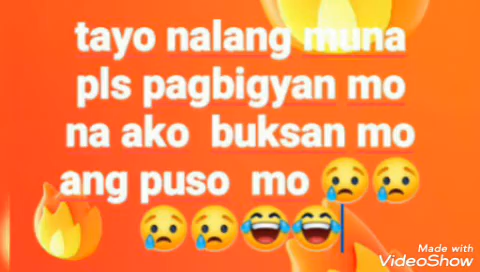 tayo nalang muna
pls pagbigyan mo
na ako buksan mo
ang puso mo 😢😢
😢😢😂😂
Made with
VideoShow